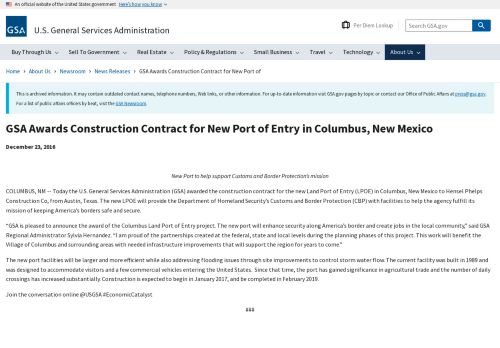 An official website of the United States government Here's how you know
GSA U.S. General Services Administration
Per Diem Lookup
Search GSA.gov
Buy Through Us Sell To Government Real Estate Policy & Regulations Small Business Travel Technology About Us
Home › About Us › Newsroom › News Releases › GSA Awards Construction Contract for New Port of
This is archived information. It may contain outdated contact names, telephone numbers, Web links, or other information. For up-to-date information visit GSA.gov pages by topic or contact our Office of Public Affairs at press@gsa.gov.
For a list of public affairs officers by beat, visit the GSA Newsroom.
GSA Awards Construction Contract for New Port of Entry in Columbus, New Mexico
December 23, 2016
New Port to help support Customs and Border Protection's mission
COLUMBUS, NM -- Today the U.S. General Services Administration (GSA) awarded the construction contract for the new Land Port of Entry (LPOE) in Columbus, New Mexico to Hensel Phelps
Construction Co, from Austin, Texas. The new LPOE will provide the Department of Homeland Security's Customs and Border Protection (CBP) with facilities to help the agency fulfill its
mission of keeping America's borders safe and secure.
"GSA is pleased to announce the award of the Columbus Land Port of Entry project. The new port will enhance security along America's border and create jobs in the local community," said GSA
Regional Administrator Sylvia Hernandez. "I am proud of the partnerships created at the federal, state and local levels during the planning phases of this project. This work will benefit the
Village of Columbus and surrounding areas with needed infrastructure improvements that will support the region for years to come."
The new port facilities will be larger and more efficient while also addressing flooding issues through site improvements to control storm water flow. The current facility was built in 1989 and
was designed to accommodate visitors and a few commercial vehicles entering the United States. Since that time, the port has gained significance in agricultural trade and the number of daily
crossings has increased substantially. Construction is expected to begin in January 2017, and be completed in February 2019.
Join the conversation online @USGSA #EconomicCatalyst
###